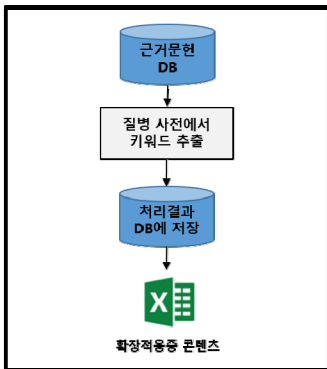 근거문헌
DB
질병 사전에서
키워드 추출
처리결과
DB에 저장
X
확장적용증 콘텐츠